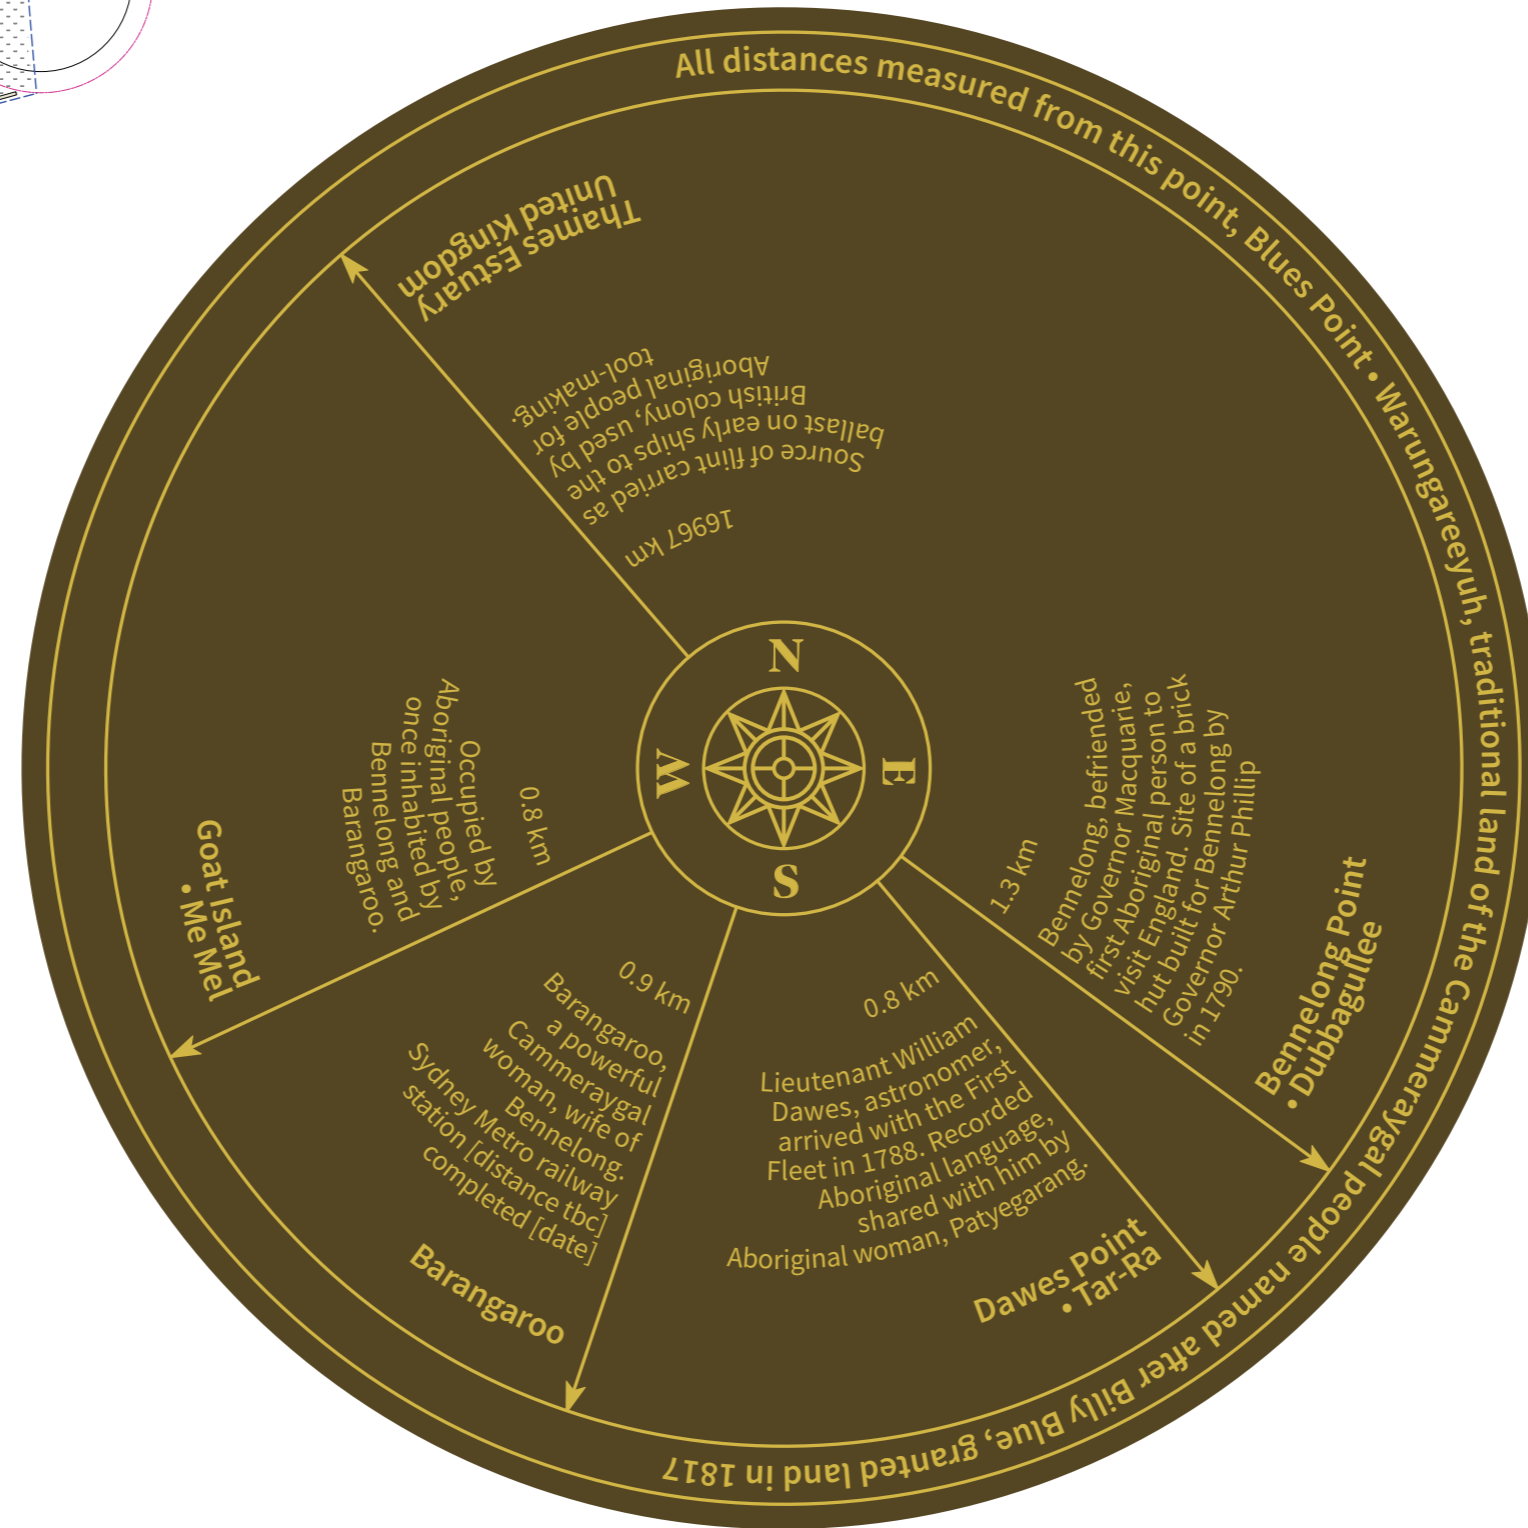 All distances measured from this point, Blues Point • Warungareeyuh, traditional land of the Cammeraygal people named after Billy Blue, granted land in 1817
N
E
S
W
Thames Estuary
United Kingdom
16967 km
Source of flint carried as
ballast on early ships to the
British colony, used by
Aboriginal people for
tool-making.
Bennelong Point
• Dubbagullee
1.3 km
Bennelong, befriended
by Governor Macquarie,
first Aboriginal person to
visit England. Site of a brick
hut built for Bennelong by
Governor Arthur Phillip
in 1790.
Dawes Point
• Tar-Ra
0.8 km
Lieutenant William
Dawes, astronomer,
arrived with the First
Fleet in 1788. Recorded
Aboriginal language,
shared with him by
Aboriginal woman, Patyegarang.
Barangaroo
0.9 km
Barangaroo,
a powerful
Cammeraygal
woman, wife of
Bennelong.
Sydney Metro railway
station [distance tbc]
completed [date]
Goat Island
• Me Mel
0.8 km
Occupied by
Aboriginal people,
once inhabited by
Bennelong and
Barangaroo.